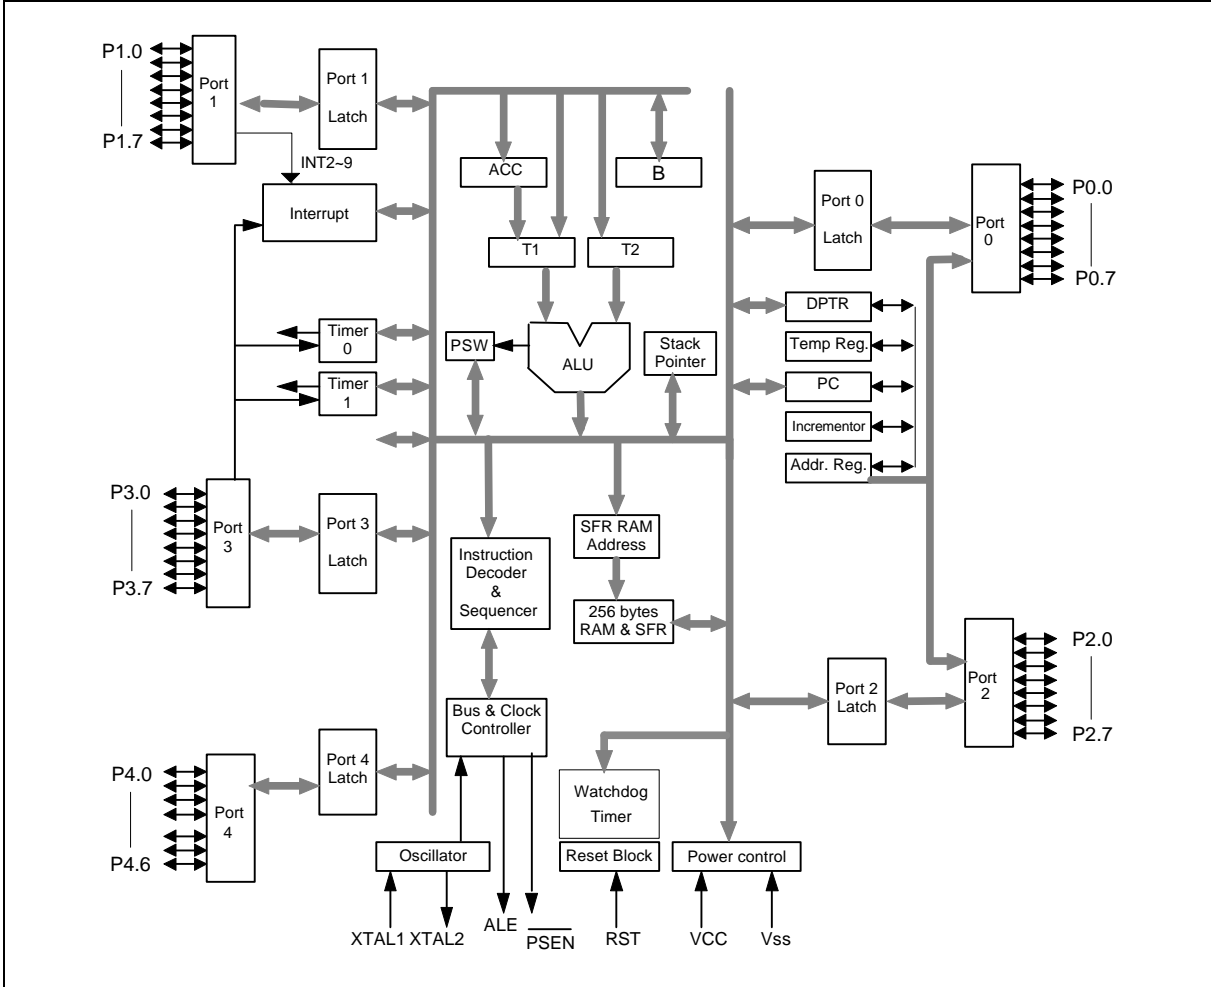 P1.0
P1.7
Port
1
Port 1
Latch
INT2~9
Interrupt
ACC
B
T1
T2
PSW
ALU
Stack
Pointer
Timer
0
Timer
1
Port 0
Latch
Port
0
P0.0
P0.7
DPTR
Temp Reg.
PC
Incrementor
Addr. Reg.
P3.0
P3.7
Port
3
Port 3
Latch
Instruction
Decoder
&
Sequencer
SFR RAM
Address
256 bytes
RAM & SFR
Bus & Clock
Controller
Port 2
Latch
Port
2
P2.0
P2.7
P4.0
P4.6
Port
4
Port 4
Latch
Watchdog
Timer
Oscillator
Reset Block
Power control
XTAL1
XTAL2
ALE
PSEN
RST
VCC
Vss